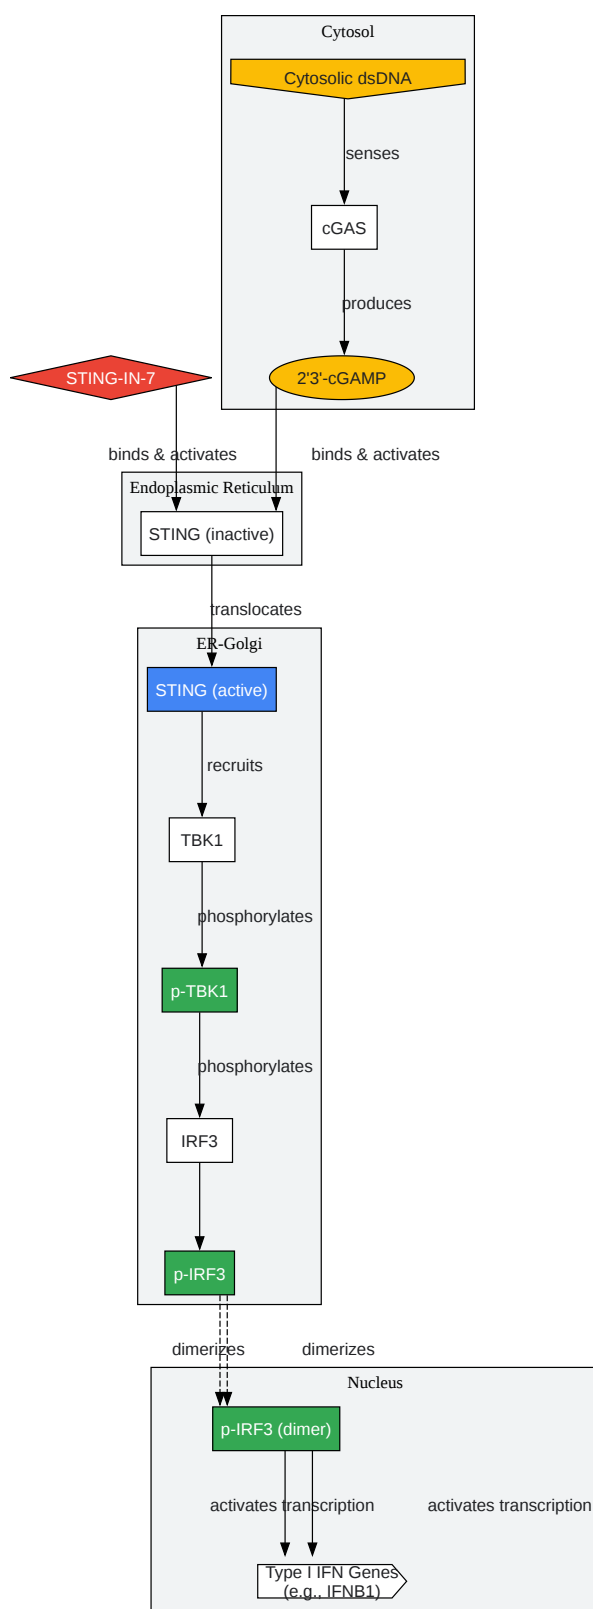 Cytosol
Cytosolic dsDNA
senses
cGAS
produces
STING-IN-7
2'3'-cGAMP
binds & activates
binds & activates
Endoplasmic Reticulum
STING (inactive)
translocates
ER-Golgi
STING (active)
recruits
TBK1
phosphorylates
p-TBK1
phosphorylates
IRF3
p-IRF3
dimerizes
dimerizes
Nucleus
p-IRF3 (dimer)
activates transcription
activates transcription
Type I IFN Genes
(e.g., IFNB1)